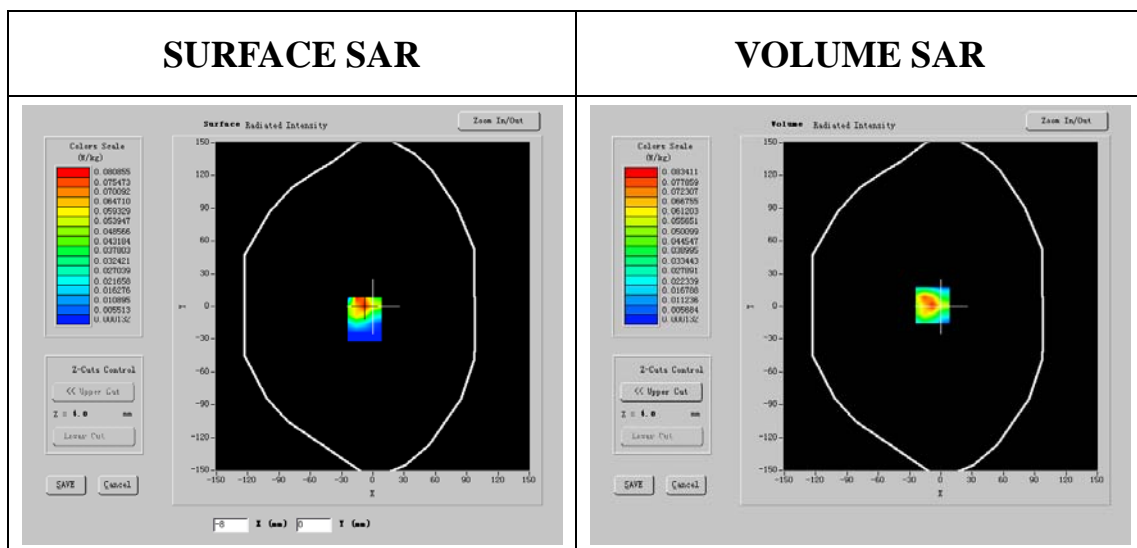 SURFACE SAR
Surface Radiated Intensity
Zoom In/Out
Colors Scale
(W/kg)
0.080855
0.075473
0.070092
0.064710
0.059329
0.053947
0.048566
0.043184
0.037803
0.032421
0.027039
0.021658
0.016276
0.010895
0.005513
0.000132
150
120
90
60
30
0
-30
-60
-90
-120
-150
Y
-150 -120 -90 -60 -30 0 30 60 90 120 150
X
Z-Cuts Control
<< Upper Cut
Z = 4.0 mm
Lower Cut
SAVE Cancel
-8 X (mm) 0 Y (mm)
VOLUME SAR
Volume Radiated Intensity
Zoom In/Out
Colors Scale
(W/kg)
0.083411
0.077859
0.072307
0.066755
0.061203
0.055651
0.050099
0.044547
0.038995
0.033443
0.027891
0.022339
0.016788
0.011236
0.005684
0.000132
150
120
90
60
30
0
-30
-60
-90
-120
-150
Y
-150 -120 -90 -60 -30 0 30 60 90 120 150
X
Z-Cuts Control
<< Upper Cut
Z = 4.0 mm
Lower Cut
SAVE Cancel